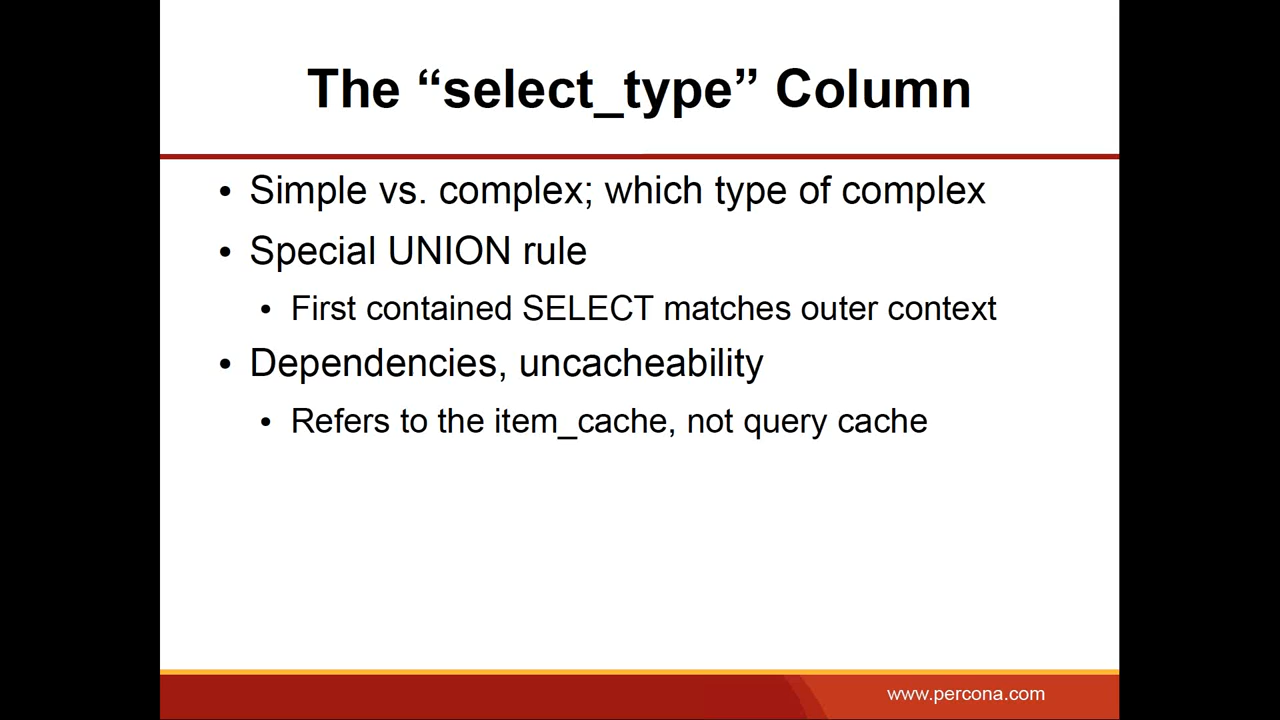 The “select_type” Column
• Simple vs. complex; which type of complex
• Special UNION rule
• First contained SELECT matches outer context
• Dependencies, uncacheability
• Refers to the item_cache, not query cache
www.percona.com